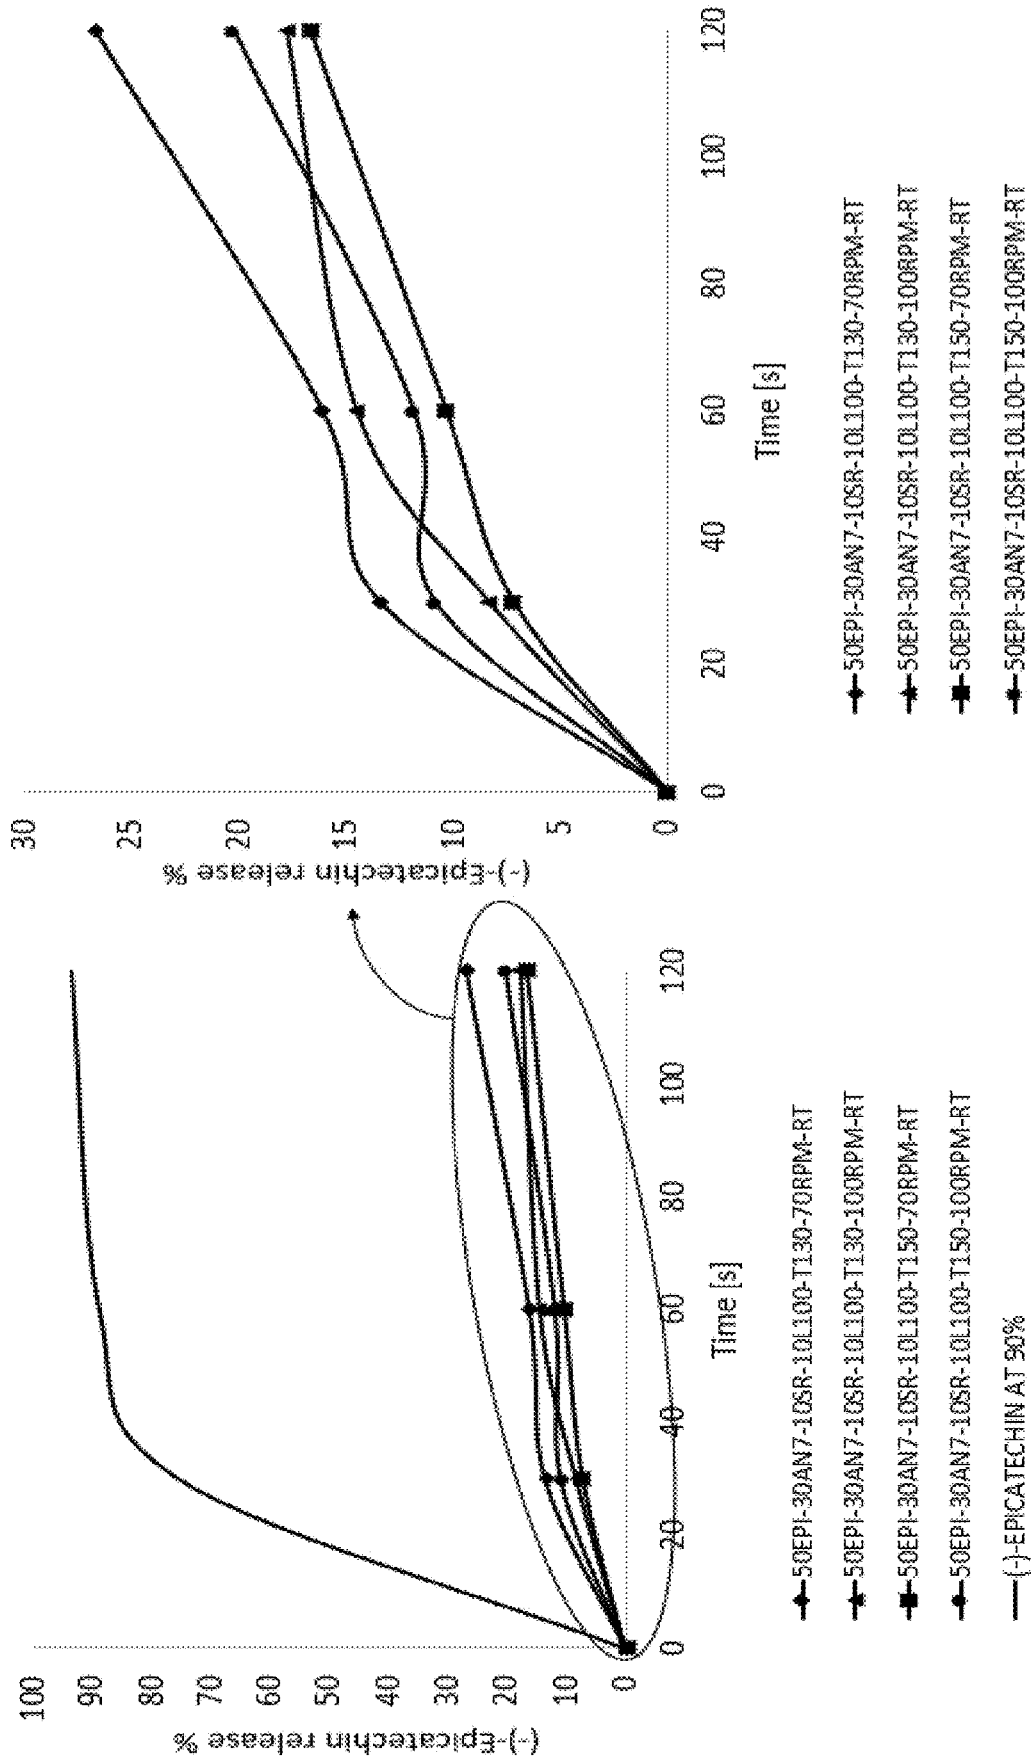 (-)-Epicatechin release %
100
90
80
70
60
50
40
30
20
10
0
0
20
40
60
80
100
120
Time [s]
50EPI-30AN7-10SR-10L100-T130-70RPM-RT
50EPI-30AN7-10SR-10L100-T130-100RPM-RT
50EPI-30AN7-10SR-10L100-T150-70RPM-RT
50EPI-30AN7-10SR-10L100-T150-100RPM-RT
(-)-EPICATECHIN AT 90%
(-)-Epicatechin release %
30
25
20
15
10
5
0
0
20
40
60
80
100
120
Time [s]
50EPI-30AN7-10SR-10L100-T130-70RPM-RT
50EPI-30AN7-10SR-10L100-T130-100RPM-RT
50EPI-30AN7-10SR-10L100-T150-70RPM-RT
50EPI-30AN7-10SR-10L100-T150-100RPM-RT